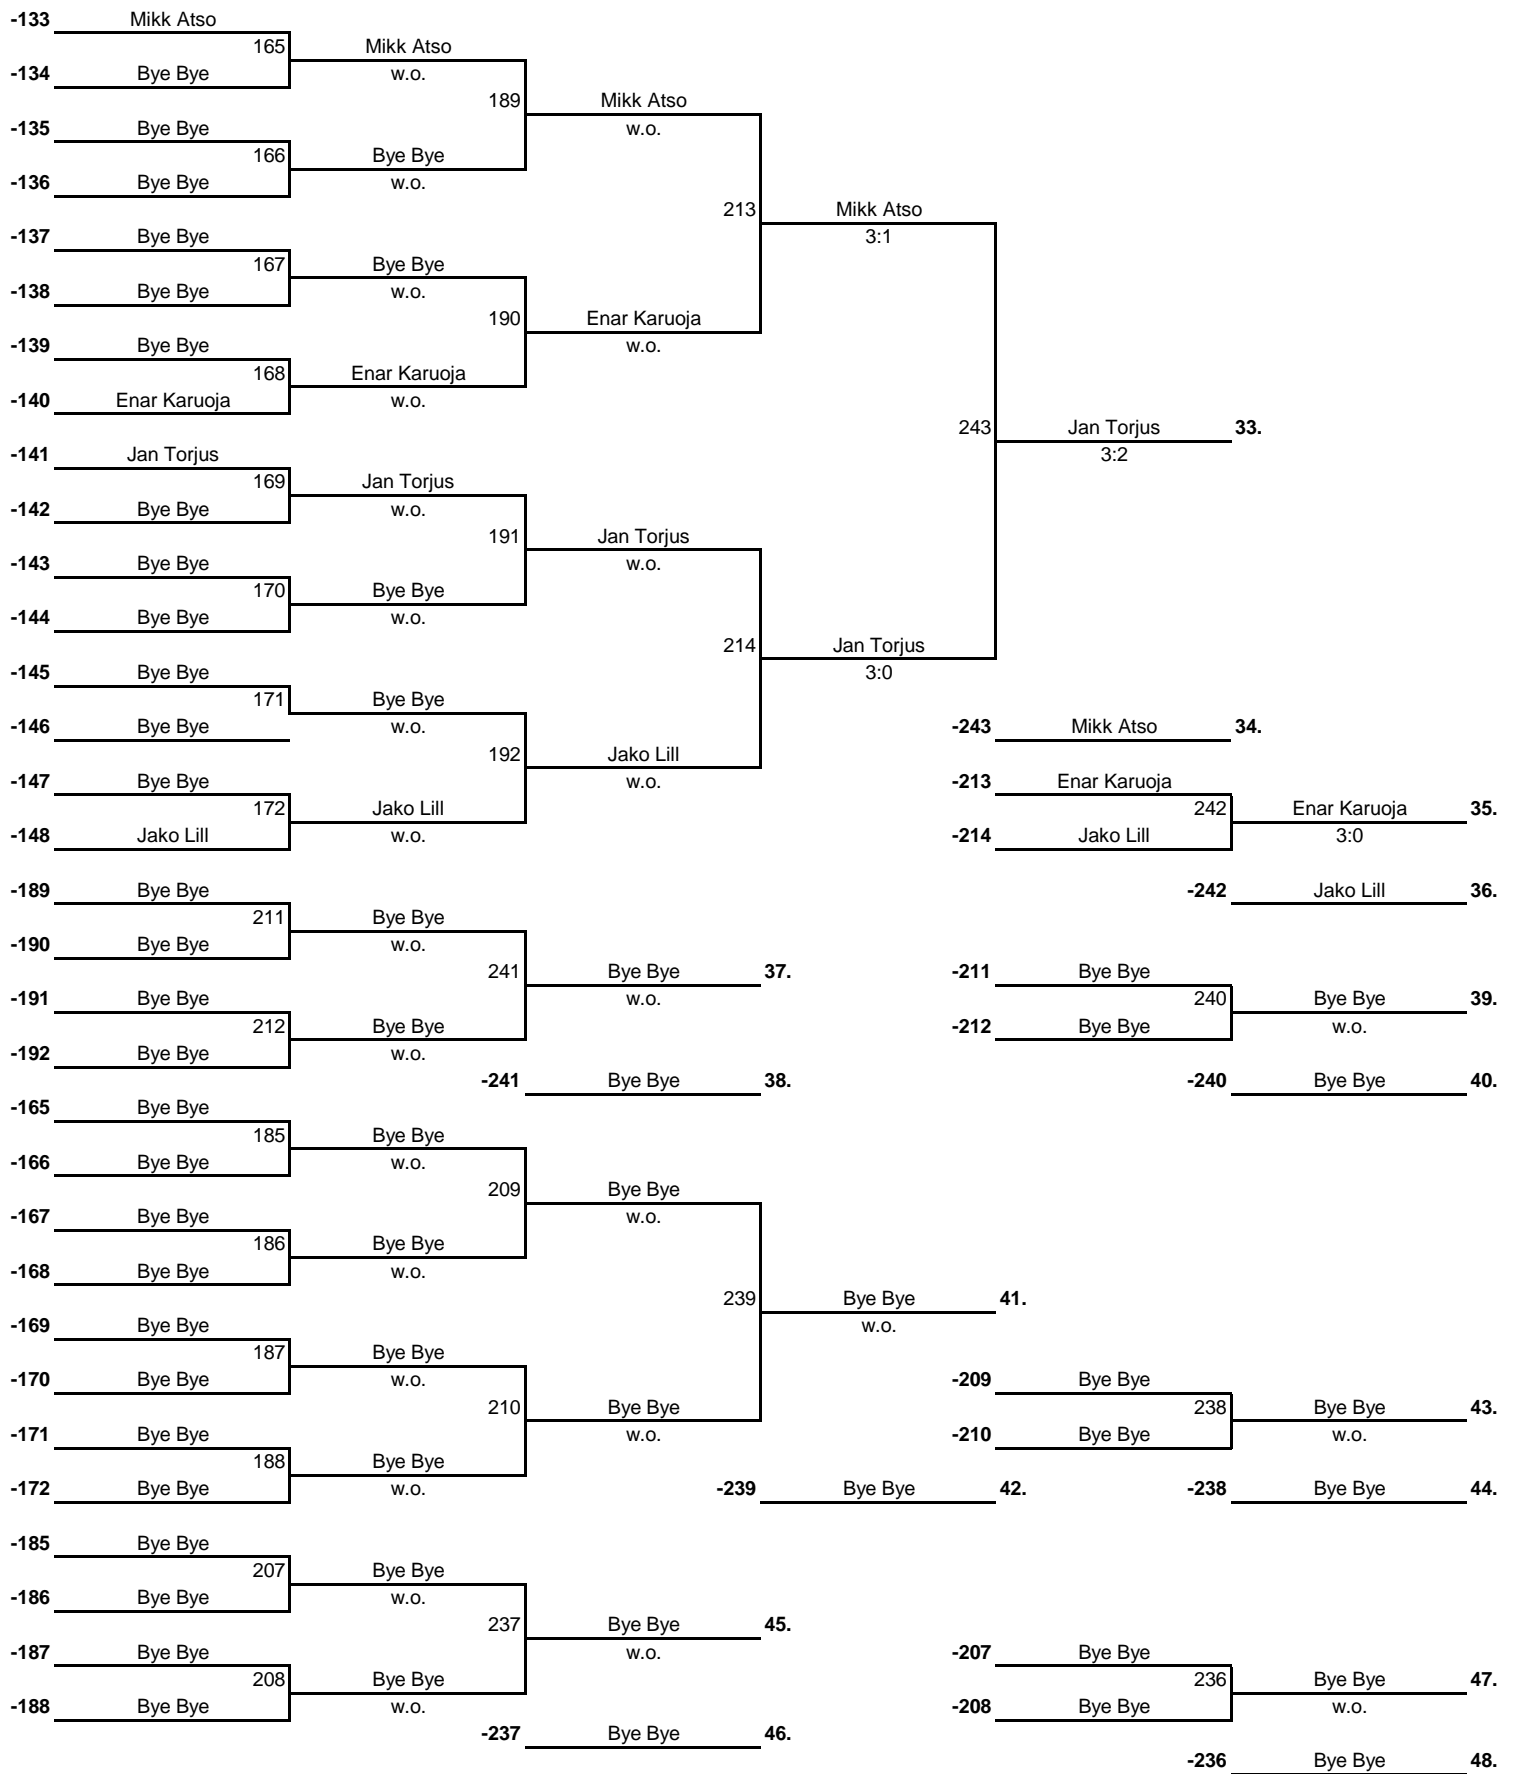 -133 Mikk Atso
165 Mikk Atso
-134 Bye Bye w.o.
189 Mikk Atso
-135 Bye Bye w.o.
166 Bye Bye
-136 Bye Bye w.o.
213 Mikk Atso
-137 Bye Bye 3:1
167 Bye Bye
-138 Bye Bye w.o.
190 Enar Karuoja
-139 Bye Bye w.o.
168 Enar Karuoja
-140 Enar Karuoja w.o.
243 Jan Torjus 33.
-141 Jan Torjus 3:2
169 Jan Torjus
-142 Bye Bye w.o.
191 Jan Torjus
-143 Bye Bye w.o.
170 Bye Bye
-144 Bye Bye w.o.
214 Jan Torjus
-145 Bye Bye 3:0
171 Bye Bye
-146 Bye Bye w.o. -243 Mikk Atso 34.
192 Jako Lill
-147 Bye Bye w.o. -213 Enar Karuoja
172 Jako Lill 242 Enar Karuoja 35.
-148 Jako Lill w.o. -214 Jako Lill 3:0
-189 Bye Bye -242 Jako Lill 36.
211 Bye Bye
-190 Bye Bye w.o.
241 Bye Bye 37. -211 Bye Bye
-191 Bye Bye w.o. 240 Bye Bye 39.
212 Bye Bye -212 Bye Bye w.o.
-192 Bye Bye w.o.
-241 Bye Bye 38. -240 Bye Bye 40.
-165 Bye Bye
185 Bye Bye
-166 Bye Bye w.o.
209 Bye Bye
-167 Bye Bye w.o.
186 Bye Bye
-168 Bye Bye w.o.
239 Bye Bye 41.
-169 Bye Bye w.o.
187 Bye Bye
-170 Bye Bye w.o. -209 Bye Bye
210 Bye Bye 238 Bye Bye 43.
-171 Bye Bye w.o. -210 Bye Bye w.o.
188 Bye Bye
-172 Bye Bye w.o. -239 Bye Bye 42. -238 Bye Bye 44.
-185 Bye Bye
207 Bye Bye
-186 Bye Bye w.o.
237 Bye Bye 45.
-187 Bye Bye w.o. -207 Bye Bye
208 Bye Bye 236 Bye Bye 47.
-188 Bye Bye w.o. -208 Bye Bye w.o.
-237 Bye Bye 46.
-236 Bye Bye 48.